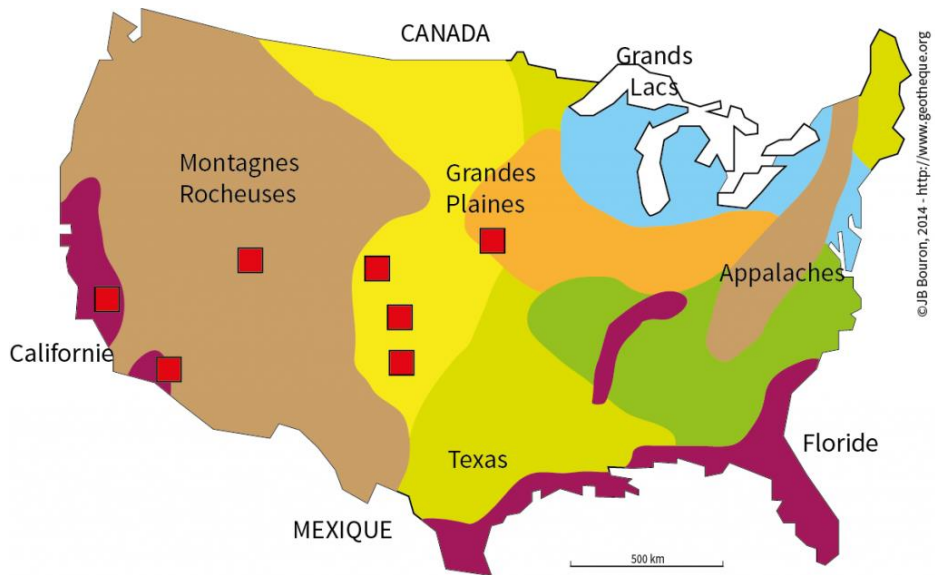 CANADA
Grands
Lacs
Montagnes
Rocheuses
Grandes
Plaines
Appalaches
Californie
Texas
Floride
MEXIQUE
500 km
©JB Bouron, 2014 - http://www.geotheque.org